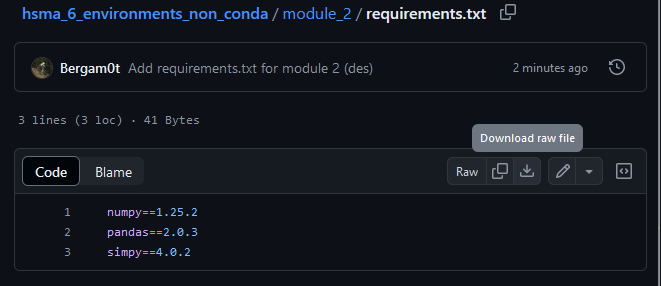 hsma_6_environments_non_conda / module_2 / requirements.txt
Bergam0t Add requirements.txt for module 2 (des) 2 minutes ago
3 lines (3 loc) · 41 Bytes
Download raw file
Code Blame Raw
1 numpy==1.25.2
2 pandas==2.0.3
3 simpy==4.0.2